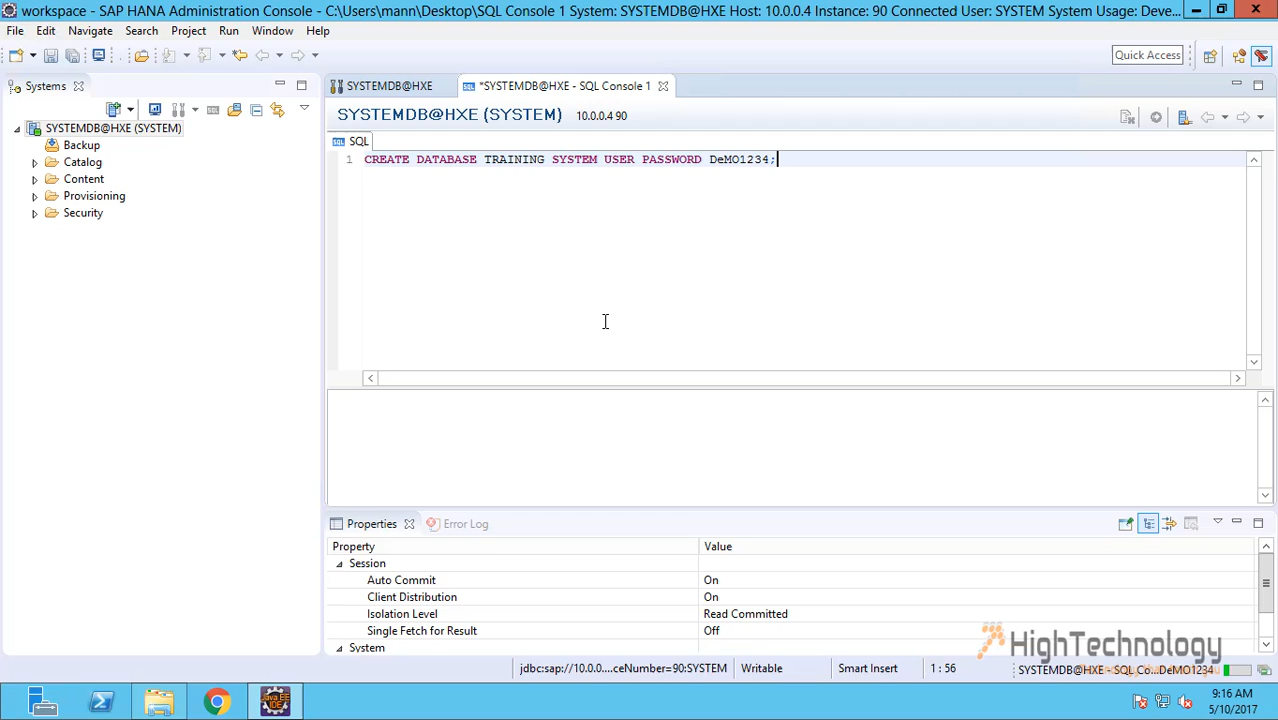 workspace - SAP HANA Administration Console - C:\Users\mann\Desktop\SQL Console 1 System: SYSTEMDB@HXE Host: 10.0.0.4 Instance: 90 Connected User: SYSTEM System Usage: Deve...
File Edit Navigate Search Project Run Window Help
Quick Access
Systems
SYSTEMDB@HXE (SYSTEM)
Backup
Catalog
Content
Provisioning
Security
SYSTEMDB@HXE
*SYSTEMDB@HXE - SQL Console 1
SYSTEMDB@HXE (SYSTEM) 10.0.0.4 90
SQL
1 CREATE DATABASE TRAINING SYSTEM USER PASSWORD DeMO1234;
Properties Error Log
Property Value
Session
Auto Commit On
Client Distribution On
Isolation Level Read Committed
Single Fetch for Result Off
System
HighTechnology
jdbc:sap://10.0.0....ceNumber=90:SYSTEM Writable Smart Insert 1 : 56 SYSTEMDB@HXE - SQL Co...DeMO1234
Java EE
IDE
9:16 AM
5/10/2017